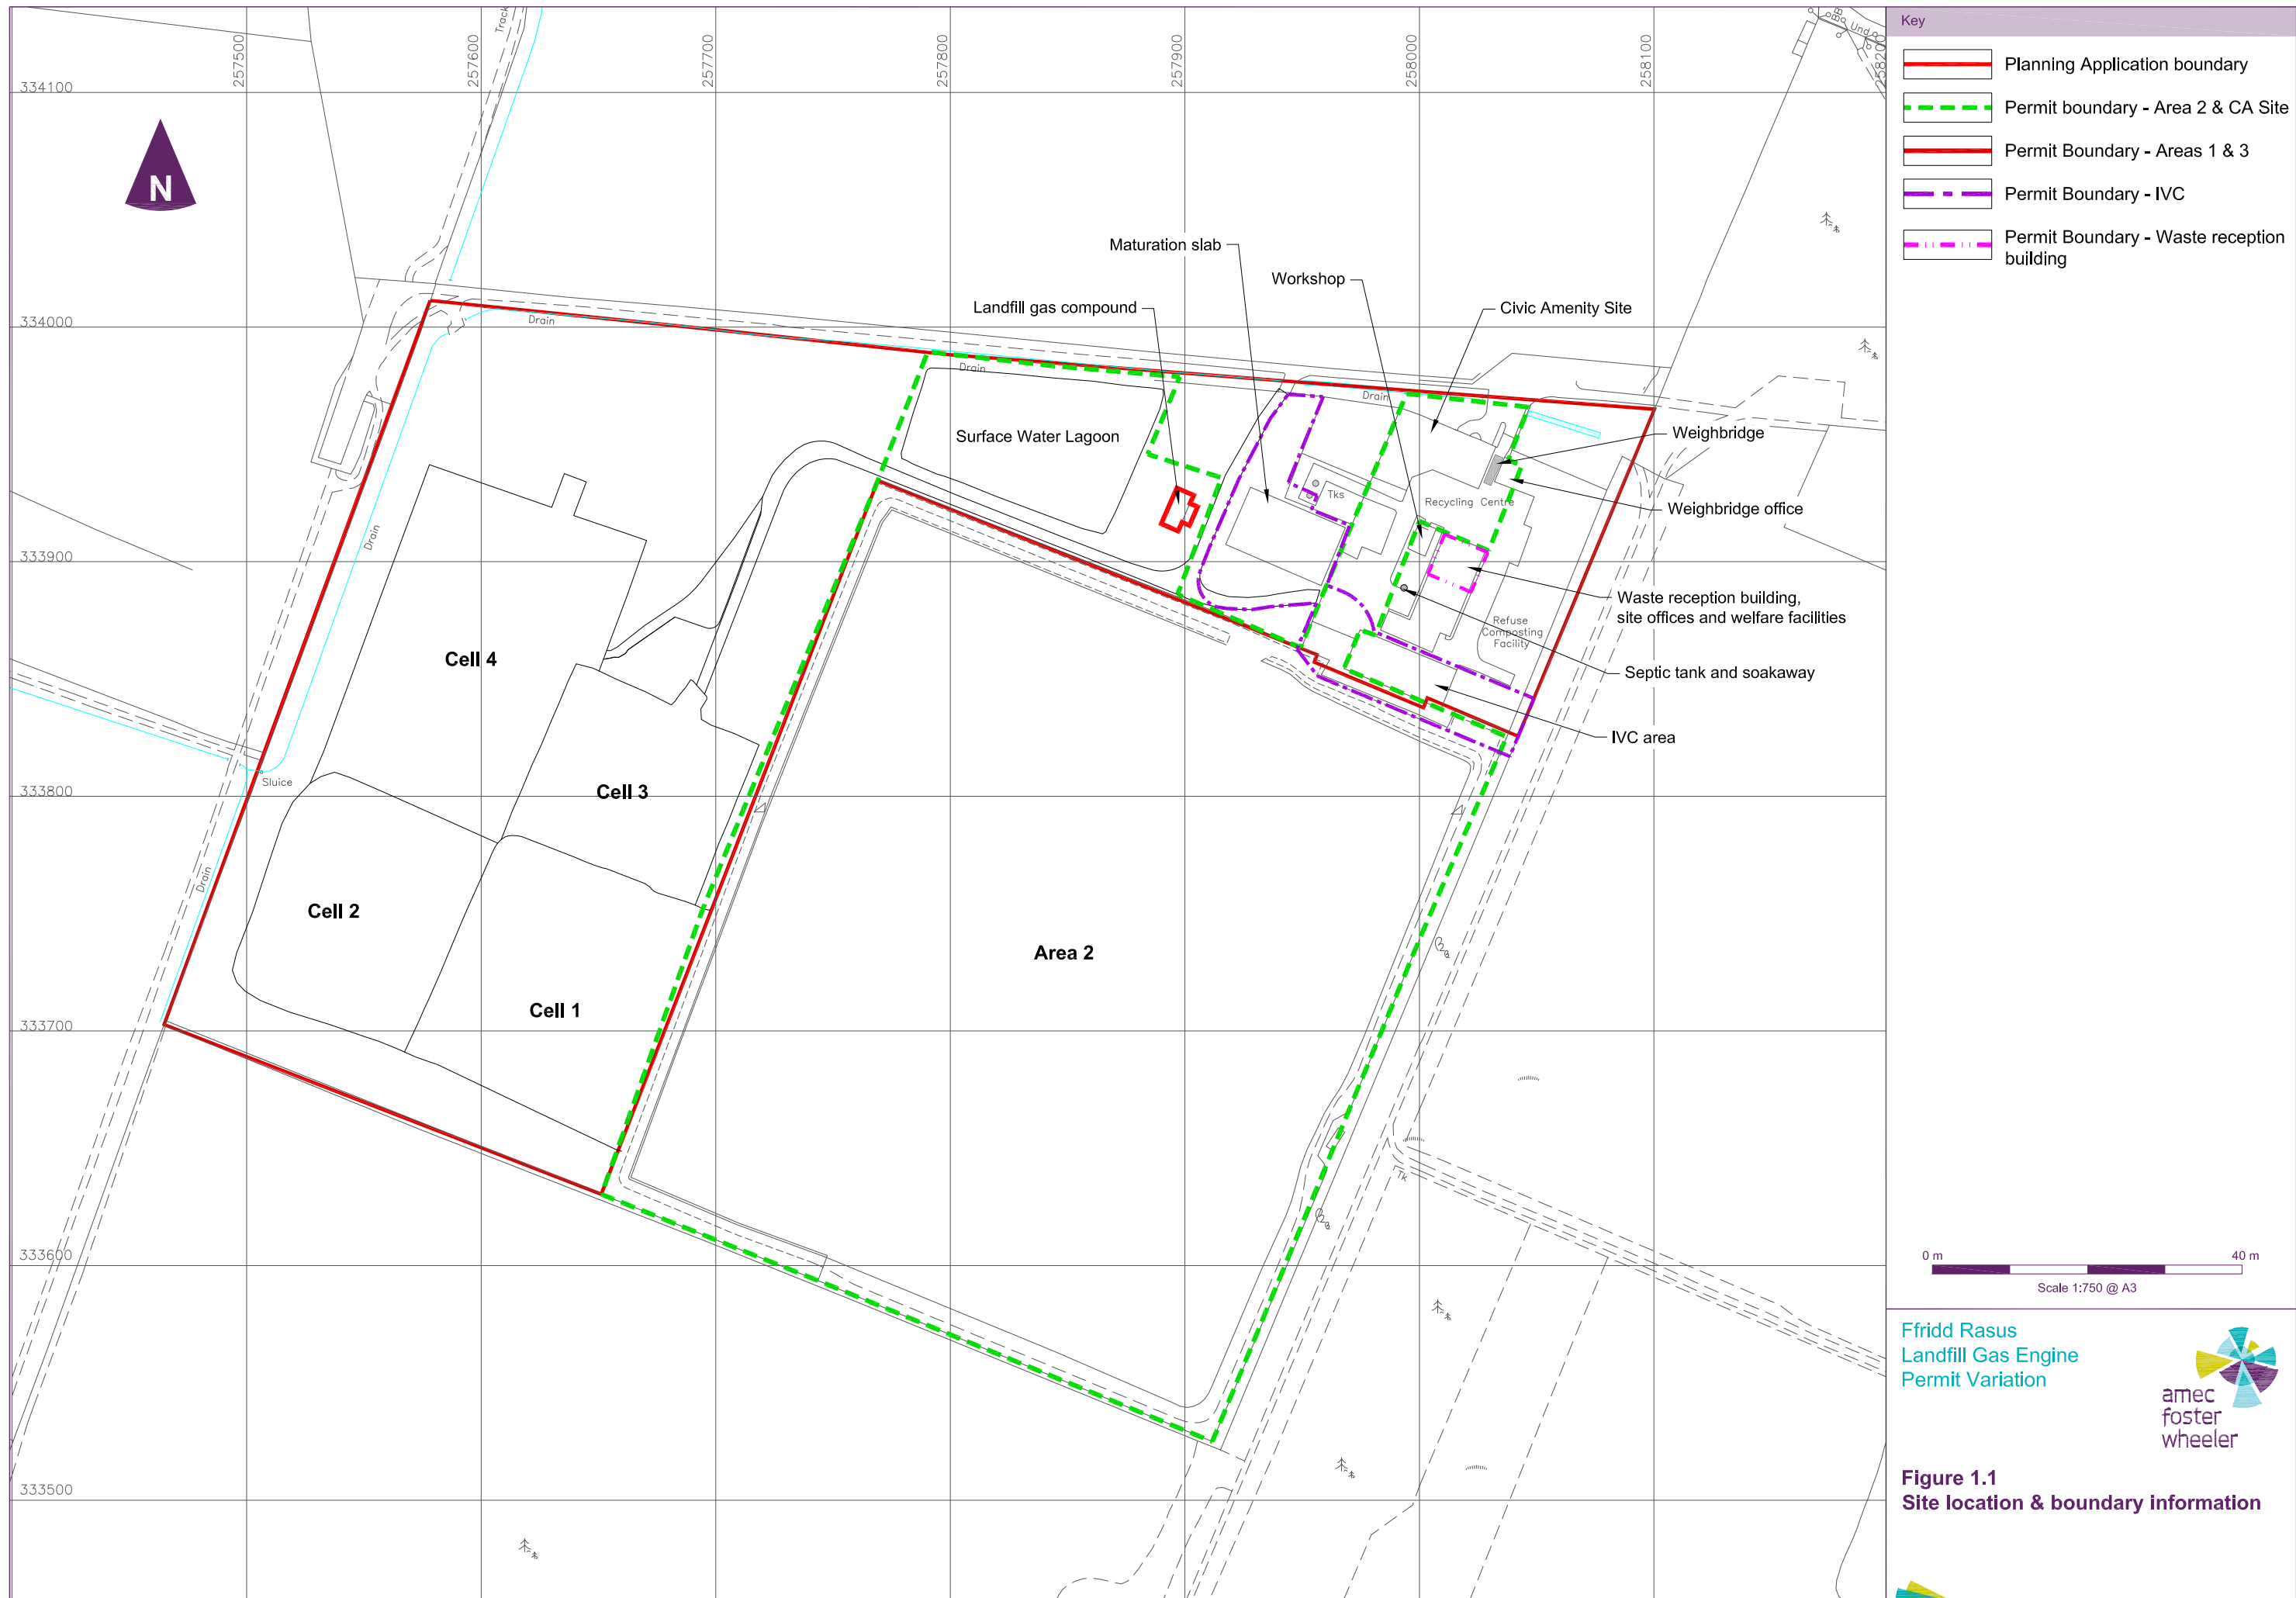 Key
Planning Application boundary
Permit boundary - Area 2 & CA Site
Permit Boundary - Areas 1 & 3
Permit Boundary - IVC
Permit Boundary - Waste reception
building
257500
257600
257700
257800
257900
258000
258100
258200
334100
334000
333900
333800
333700
333600
333500
N
Track
Und
Maturation slab
Workshop
Landfill gas compound
Civic Amenity Site
Drain
Drain
Drain
Surface Water Lagoon
Weighbridge
Tks
Recycling Centre
Weighbridge office
Drain
Waste reception building,
site offices and welfare facilities
Refuse
Composting
Facility
Cell 4
Septic tank and soakaway
IVC area
Sluice
Cell 3
Drain
Cell 2
Area 2
Cell 1
Tk
0 m
40 m
Scale 1:750 @ A3
Ffridd Rasus
Landfill Gas Engine
Permit Variation
amec
foster
wheeler
Figure 1.1
Site location & boundary information